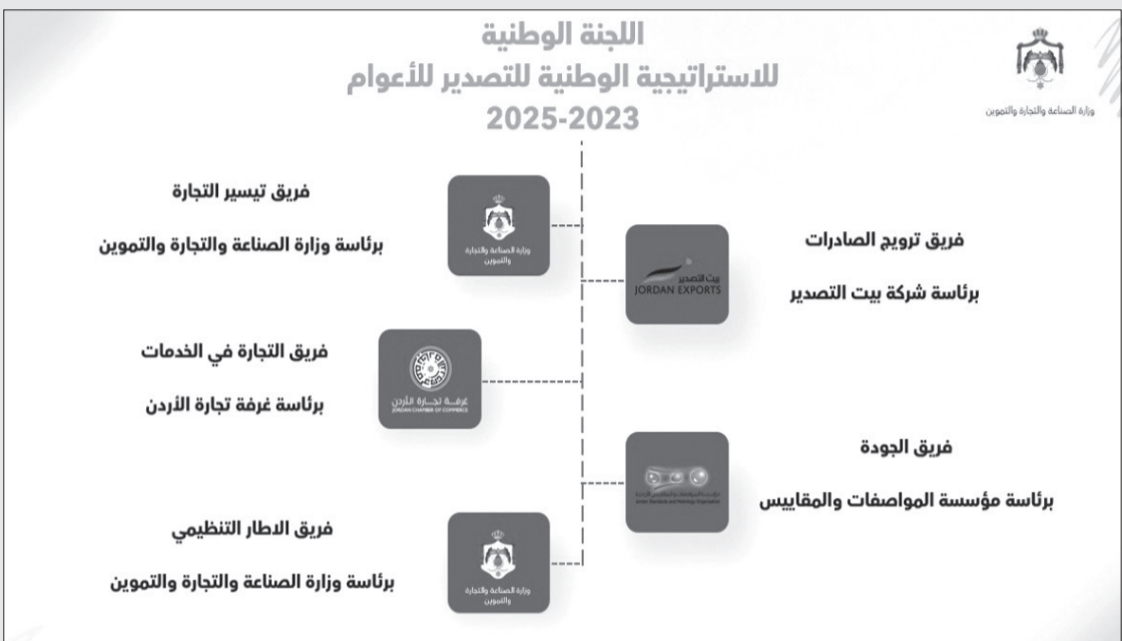 اللجنة الوطنية
للاستراتيجية الوطنية للتصدير للأعوام
2025-2023
وزارة الصناعة والتجارة والتموين
فريق ترويج الصادرات
برئاسة شركة بيت التصدير
بيت التصدير
JORDAN EXPORTS
فريق الجودة
برئاسة مؤسسة المواصفات والمقاييس
فريق تيسير التجارة
برئاسة وزارة الصناعة والتجارة والتموين
وزارة الصناعة والتجارة
والتموين
فريق التجارة في الخدمات
برئاسة غرفة تجارة الأردن
غرفة تجارة الأردن
JORDAN CHAMBER OF COMMERCE
فريق الاطار التنظيمي
برئاسة وزارة الصناعة والتجارة والتموين
وزارة الصناعة والتجارة
والتموين